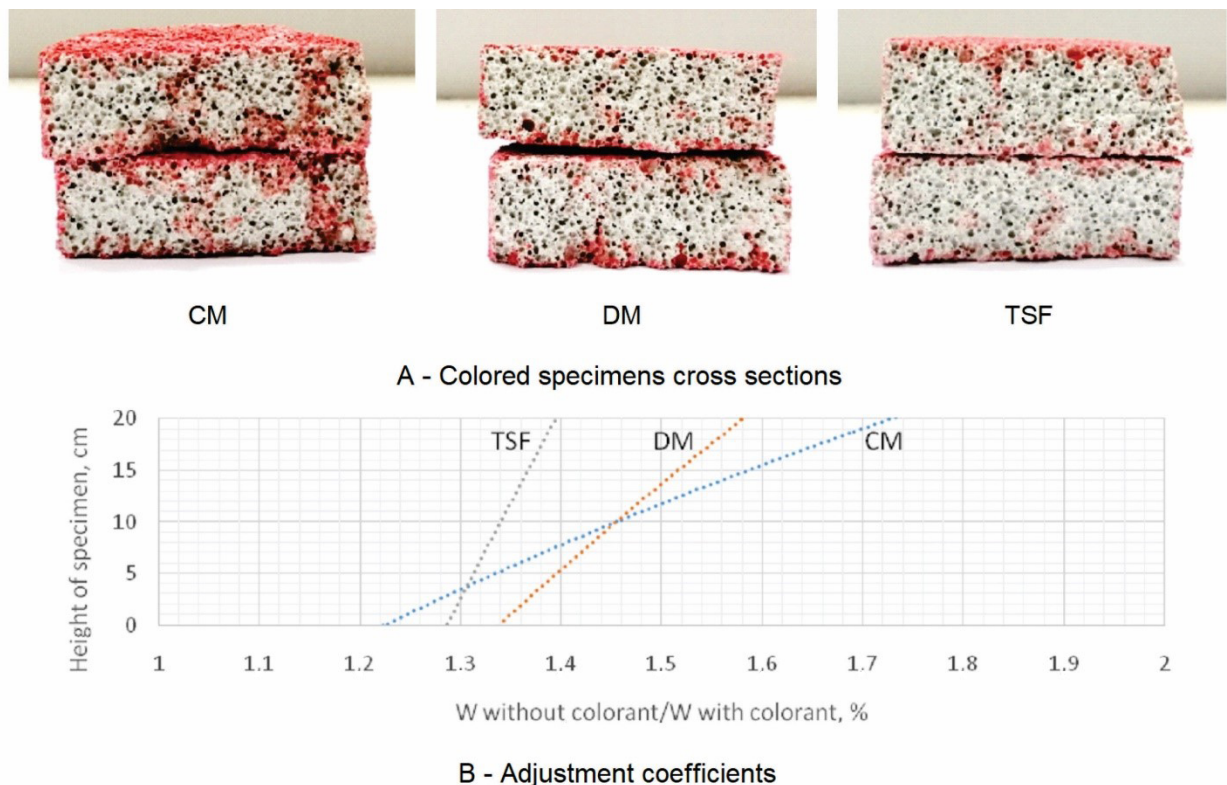 CM DM TSF
A - Colored specimens cross sections
Height of specimen, cm
20
15
10
5
0
TSF DM CM
1 1.1 1.2 1.3 1.4 1.5 1.6 1.7 1.8 1.9 2
W without colorant/W with colorant, %
B - Adjustment coefficients